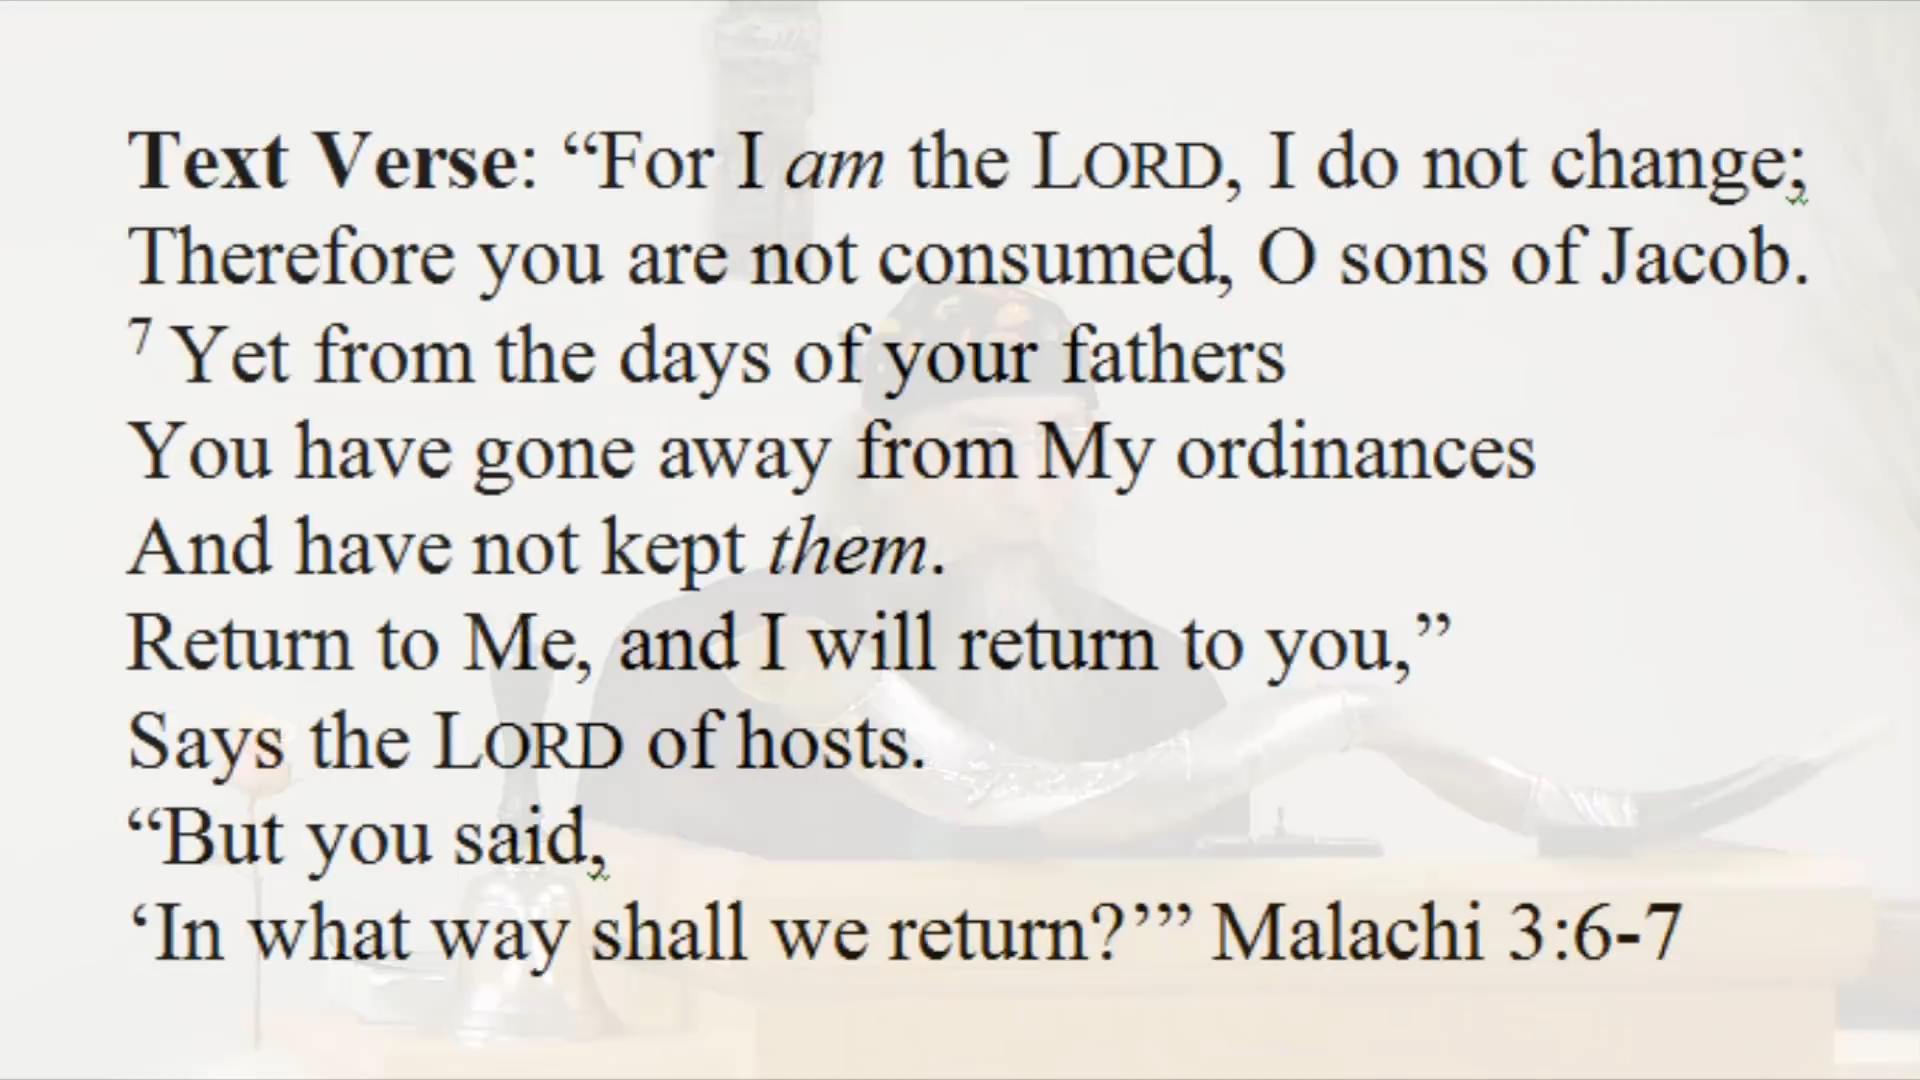 Text Verse: “For I am the LORD, I do not change;
Therefore you are not consumed, O sons of Jacob.
7 Yet from the days of your fathers
You have gone away from My ordinances
And have not kept them.
Return to Me, and I will return to you,”
Says the LORD of hosts.
“But you said,
‘In what way shall we return?’” Malachi 3:6-7